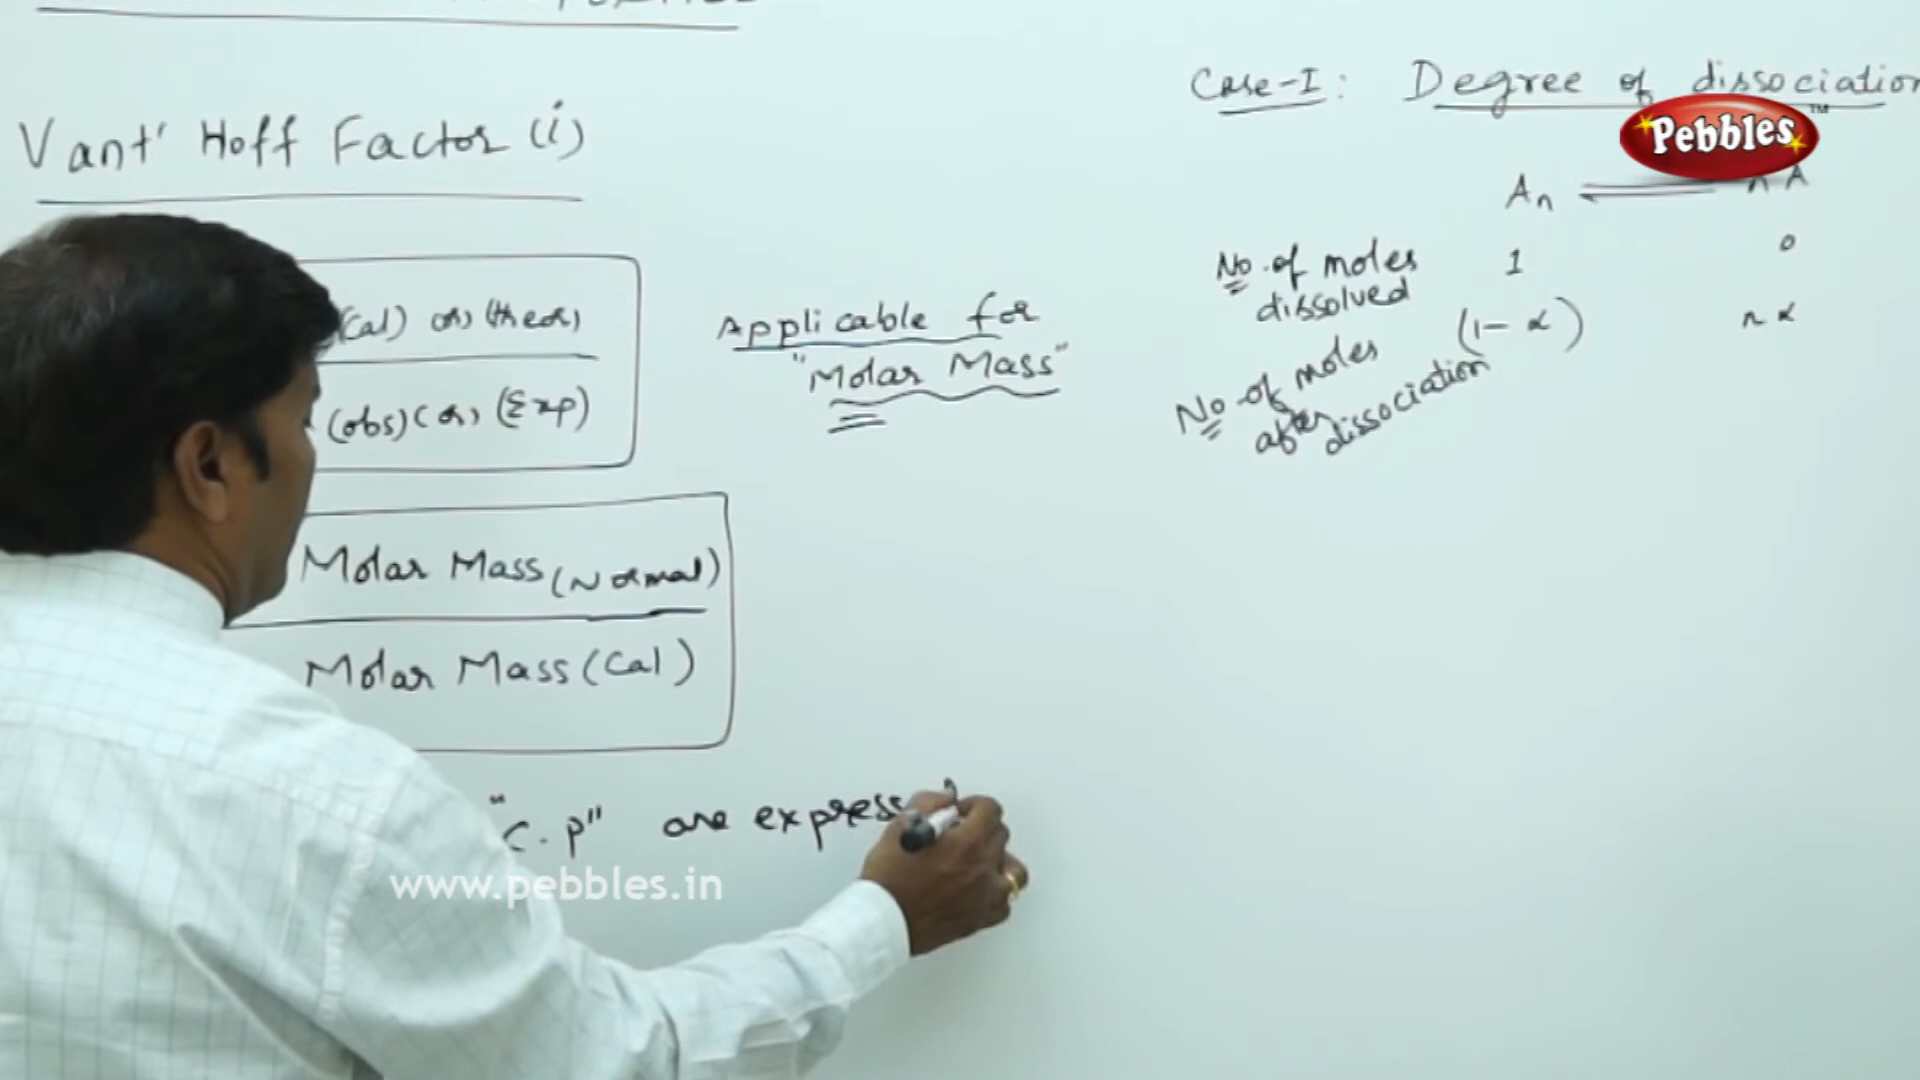 Vant' Hoff Factor (i)
(Cal) or) (theor)
(obs) (or) (Exp)
Applicable for
"Molar Mass"
Molar Mass (Normal)
Molar Mass (Cal)
"C.P" are express
www.pebbles.in
Case-I: Degree of dissociation
Pebbles™
An ⇌ nA
No. of moles dissolved 1 0
No. of moles after dissociation (1- α) nα